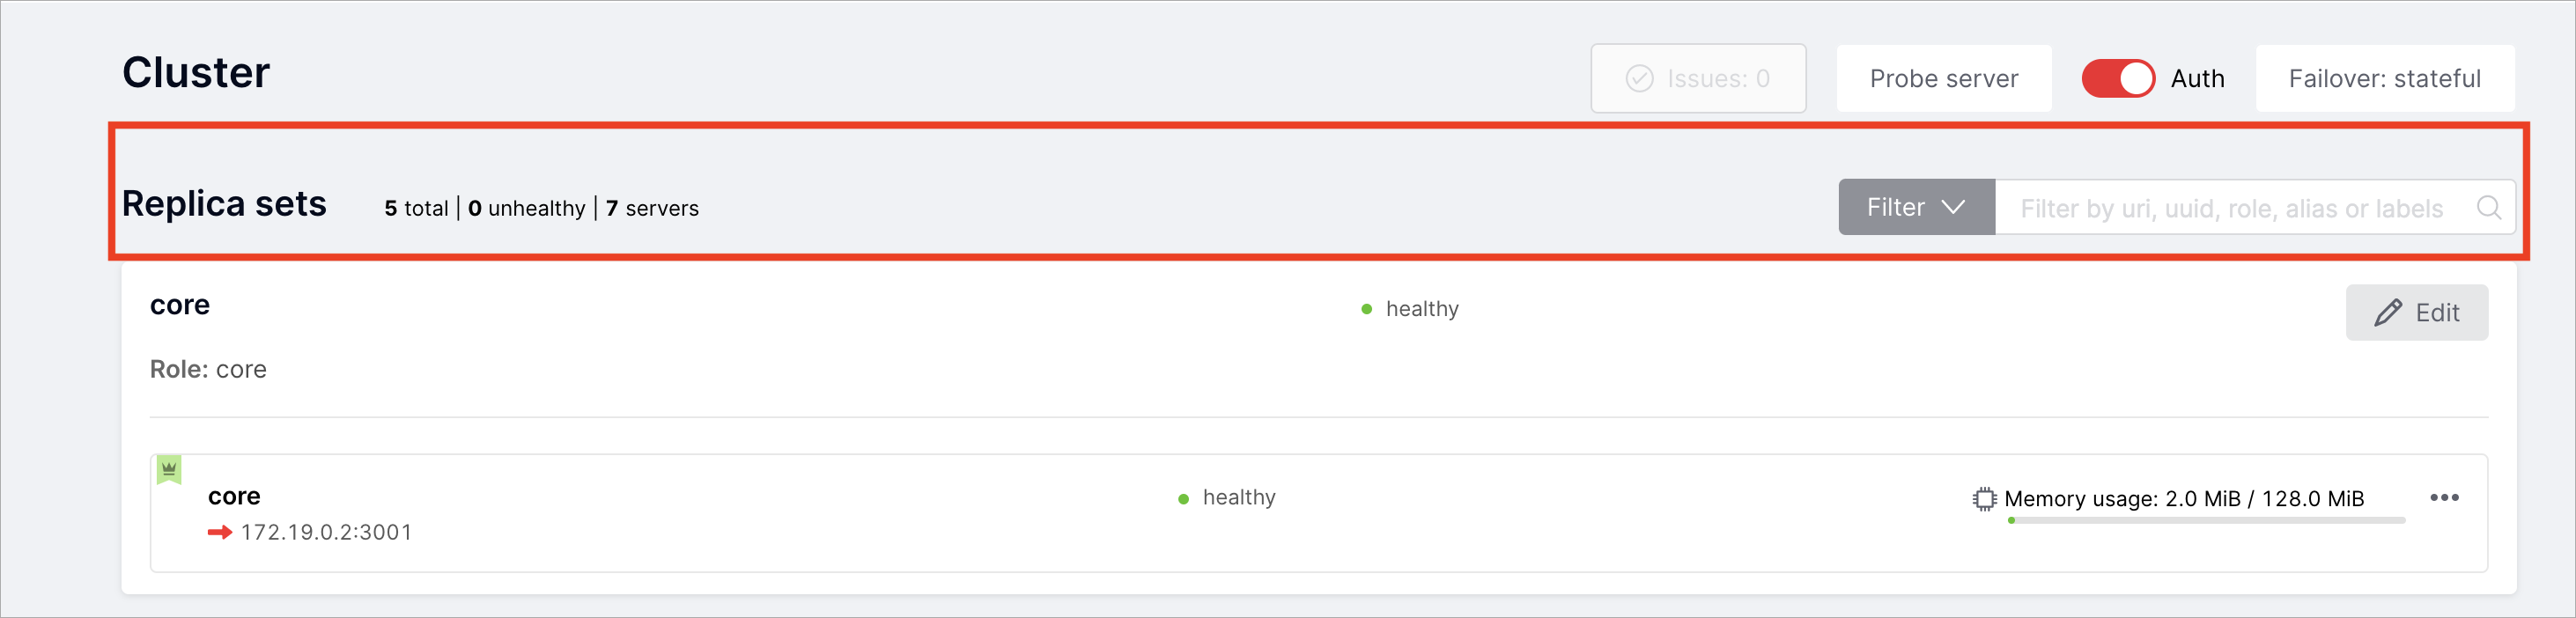 Cluster
Issues: 0
Probe server
Auth
Failover: stateful
Replica sets
5 total | 0 unhealthy | 7 servers
Filter
Filter by uri, uuid, role, alias or labels
core
healthy
Edit
Role: core
core
healthy
Memory usage: 2.0 MiB / 128.0 MiB
172.19.0.2:3001